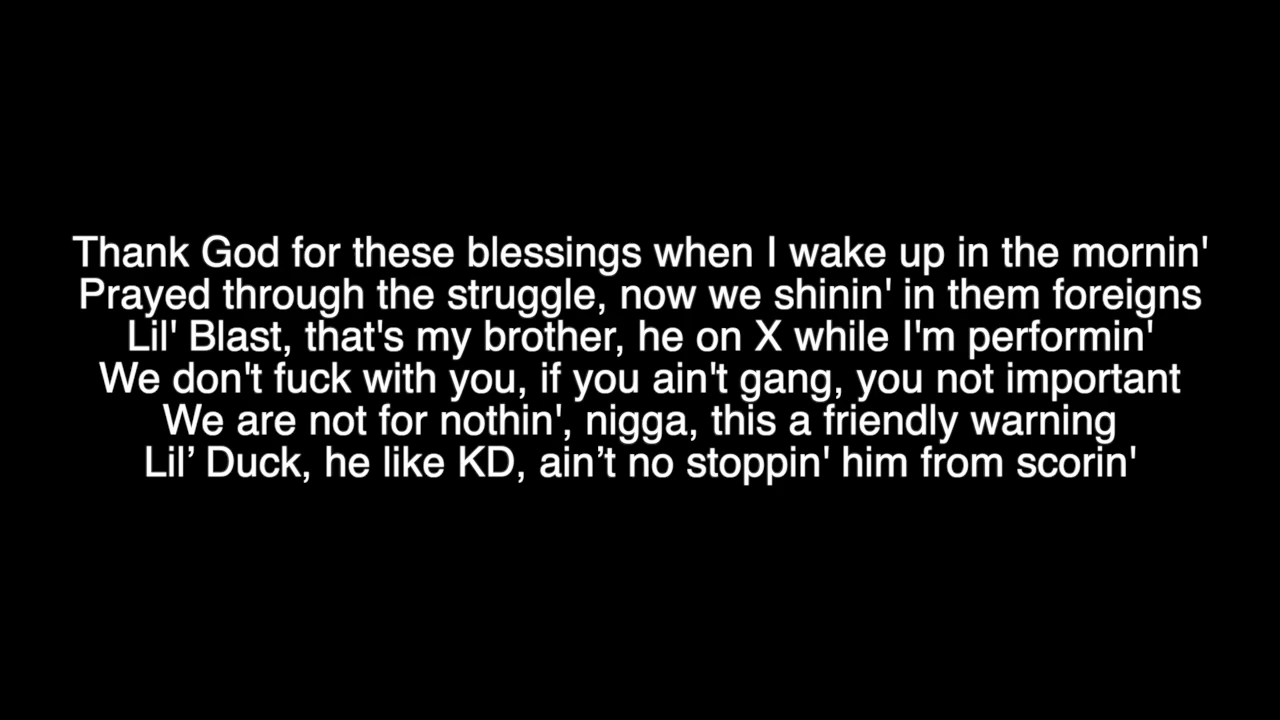 Thank God for these blessings when I wake up in the mornin'
Prayed through the struggle, now we shinin' in them foreigns
Lil' Blast, that's my brother, he on X while I'm performin'
We don't fuck with you, if you ain't gang, you not important
We are not for nothin', nigga, this a friendly warning
Lil’ Duck, he like KD, ain’t no stoppin' him from scorin'